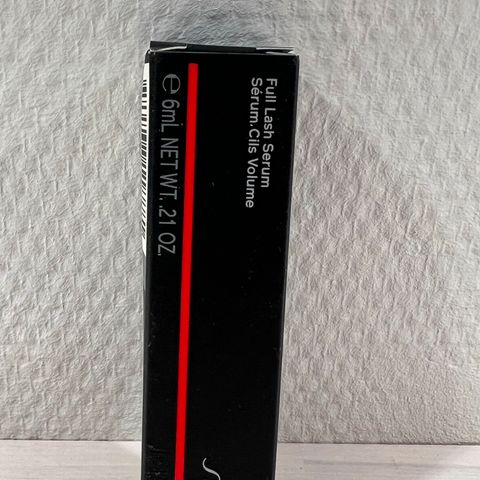 Full Lash Serum
Sérum.Cils Volume
℮ 6mL NET WT. .21 OZ.